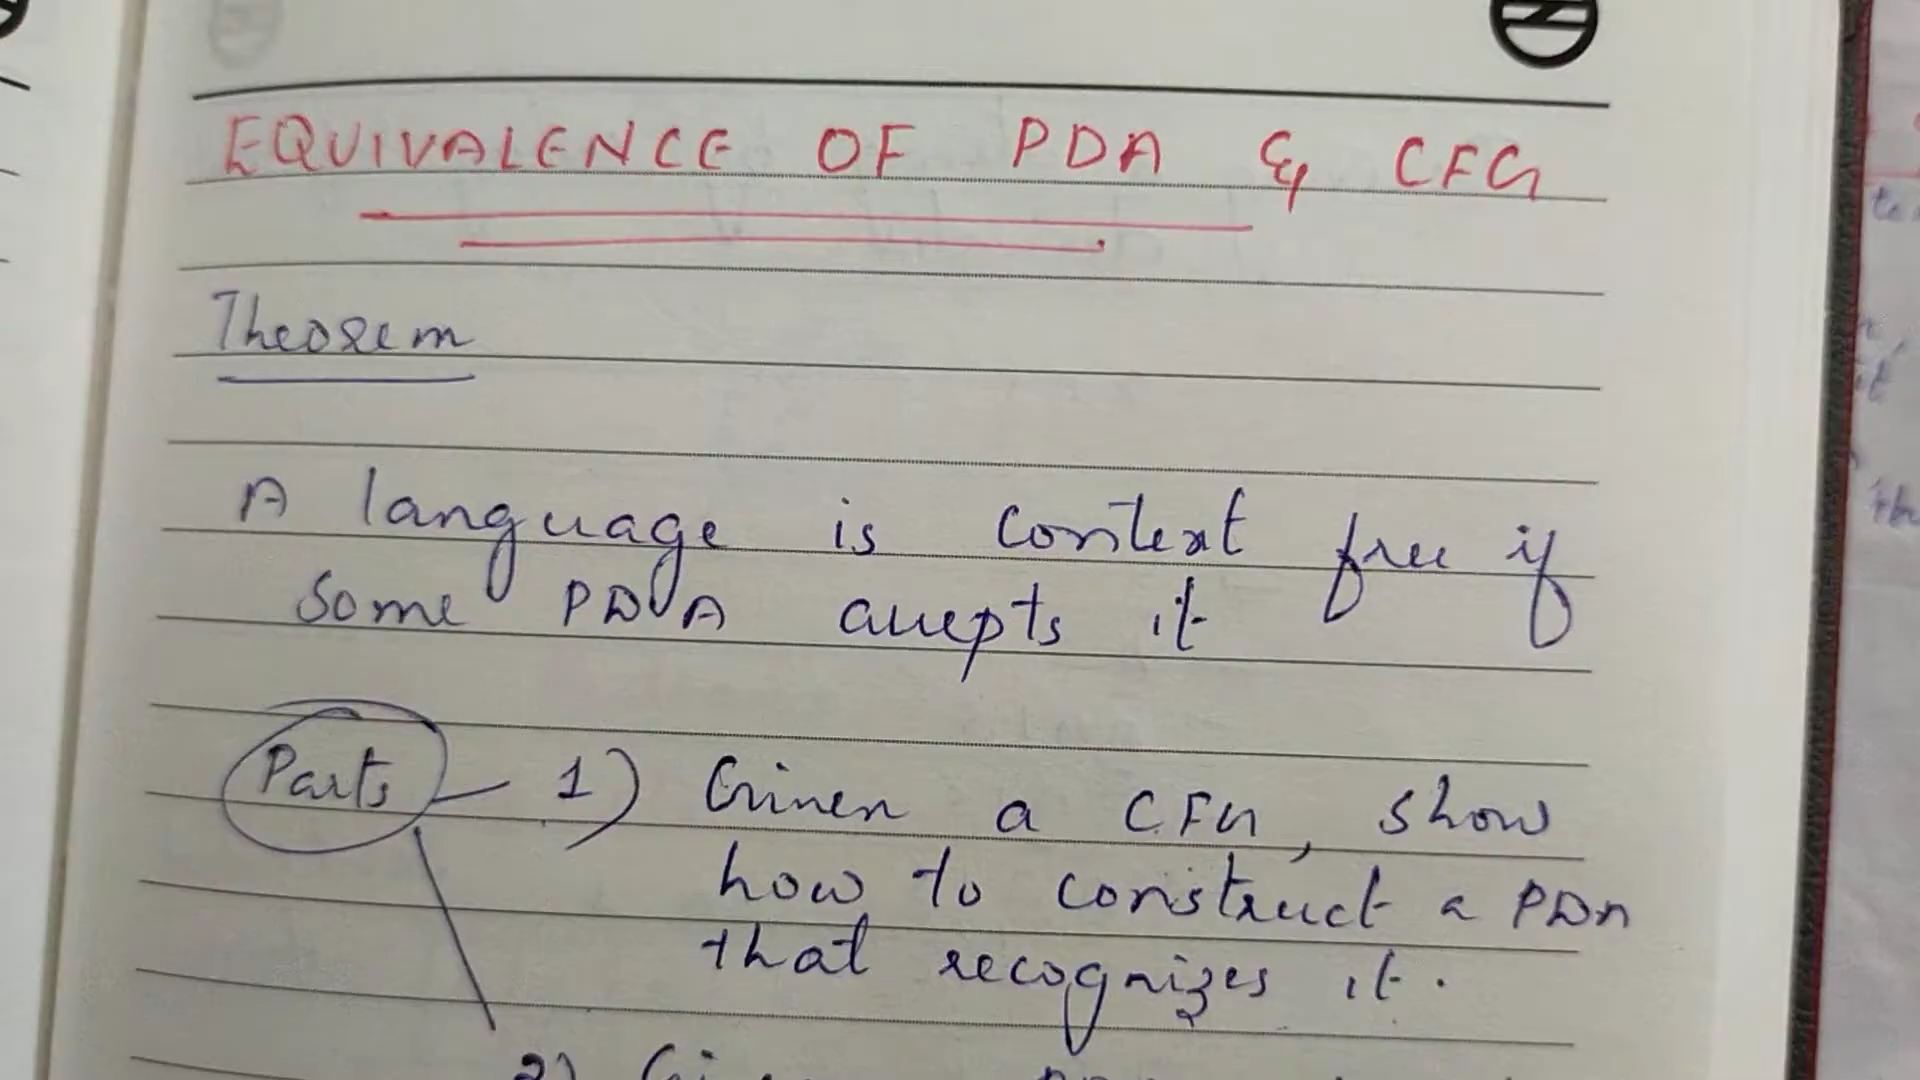 EQUIVALENCE OF PDA & CFG
Theorem
A language is context free if
some PDA accepts it
Parts - 1) Given a CFG, show
how to construct a PDA
that recognizes it.
2)